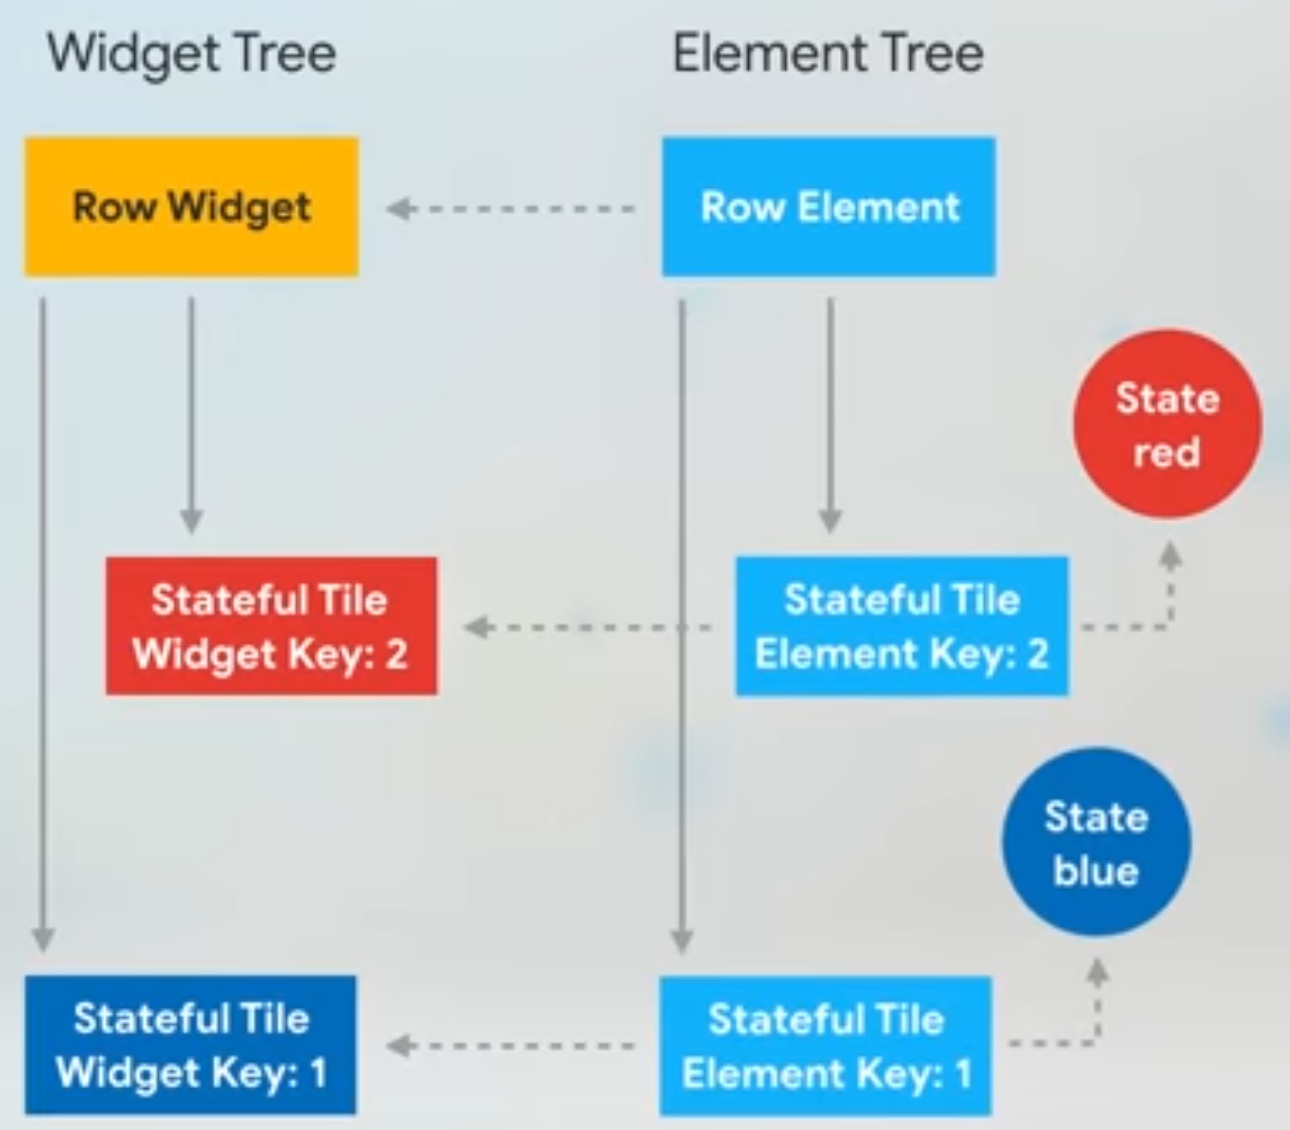 Widget Tree
Element Tree
Row Widget
Row Element
State
red
Stateful Tile
Widget Key: 2
Stateful Tile
Element Key: 2
State
blue
Stateful Tile
Widget Key: 1
Stateful Tile
Element Key: 1